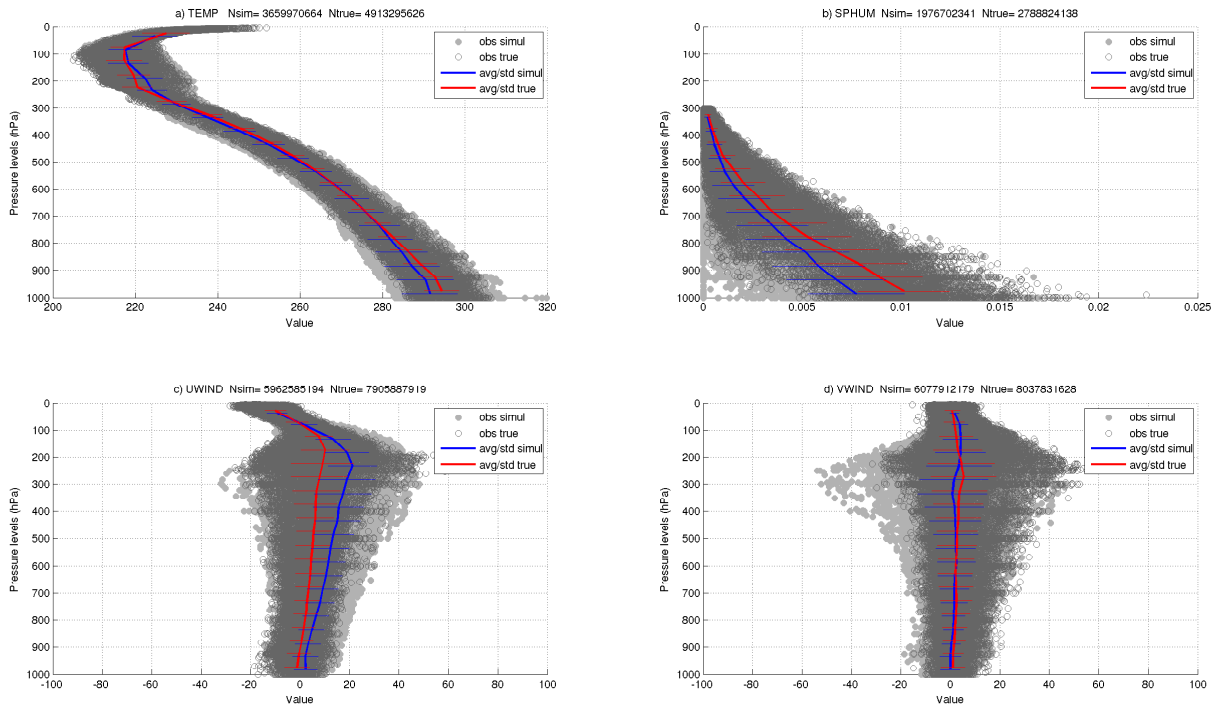 a) TEMP Nsim= 3659970664 Ntrue= 4913295626
0
100
200
300
400
500
600
700
800
900
1000
Pressure levels (hPa)
200
220
240
260
280
300
320
Value
obs simul
obs true
avg/std simul
avg/std true
b) SPHUM Nsim= 1976702341 Ntrue= 2788824138
0
100
200
300
400
500
600
700
800
900
1000
Pressure levels (hPa)
0
0.005
0.01
0.015
0.02
0.025
Value
obs simul
obs true
avg/std simul
avg/std true
c) UWIND Nsim= 5962585194 Ntrue= 7905887919
0
100
200
300
400
500
600
700
800
900
1000
Pressure levels (hPa)
-100
-80
-60
-40
-20
0
20
40
60
80
100
Value
obs simul
obs true
avg/std simul
avg/std true
d) VWIND Nsim= 6077912179 Ntrue= 8037831628
0
100
200
300
400
500
600
700
800
900
1000
Pressure levels (hPa)
-100
-80
-60
-40
-20
0
20
40
60
80
100
Value
obs simul
obs true
avg/std simul
avg/std true